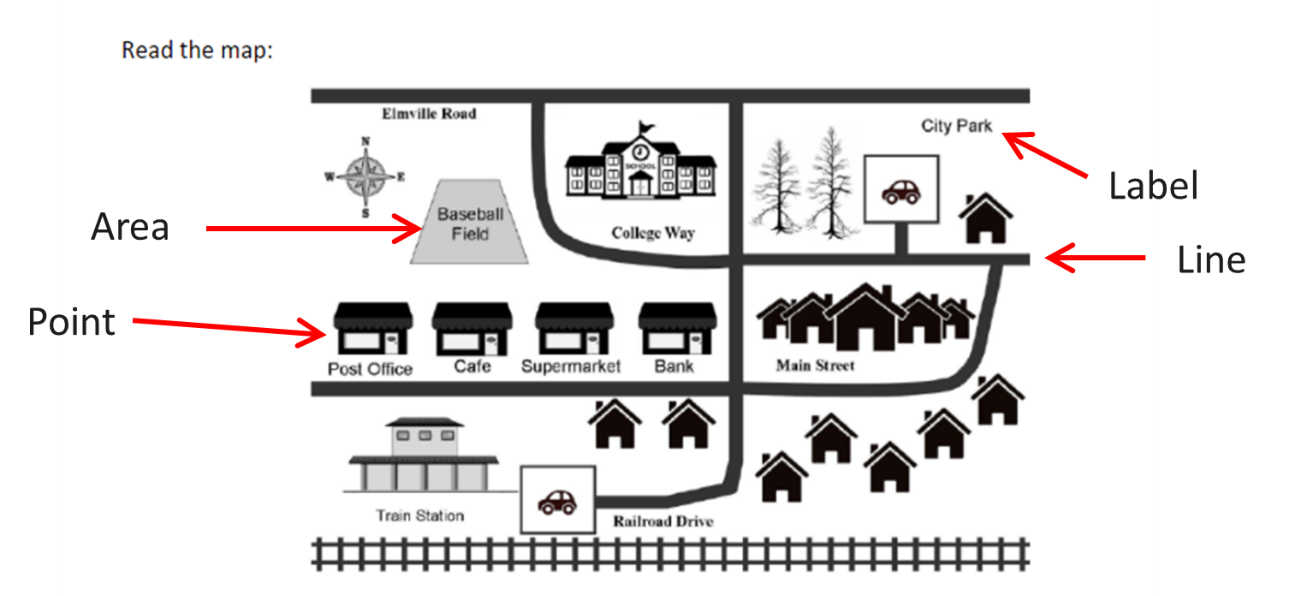 Read the map:
Elmville Road
City Park
N
W
E
S
SCHOOL
Label
Baseball
Field
Area
College Way
Line
Point
Post Office
Cafe
Supermarket
Bank
Main Street
Train Station
Railroad Drive